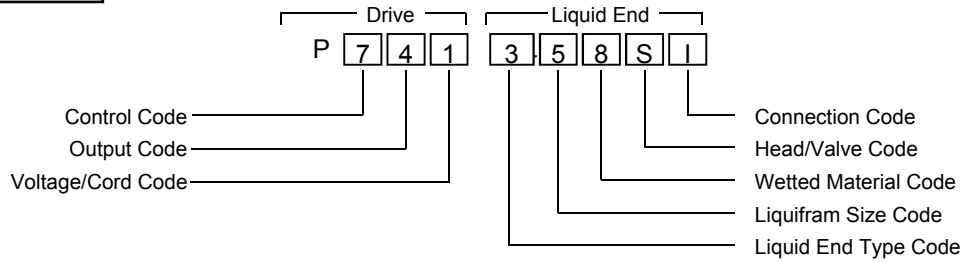 Drive Liquid End
P 7 4 1 3 5 8 S I
Control Code Connection Code
Output Code Head/Valve Code
Voltage/Cord Code Wetted Material Code
Liquifram Size Code
Liquid End Type Code